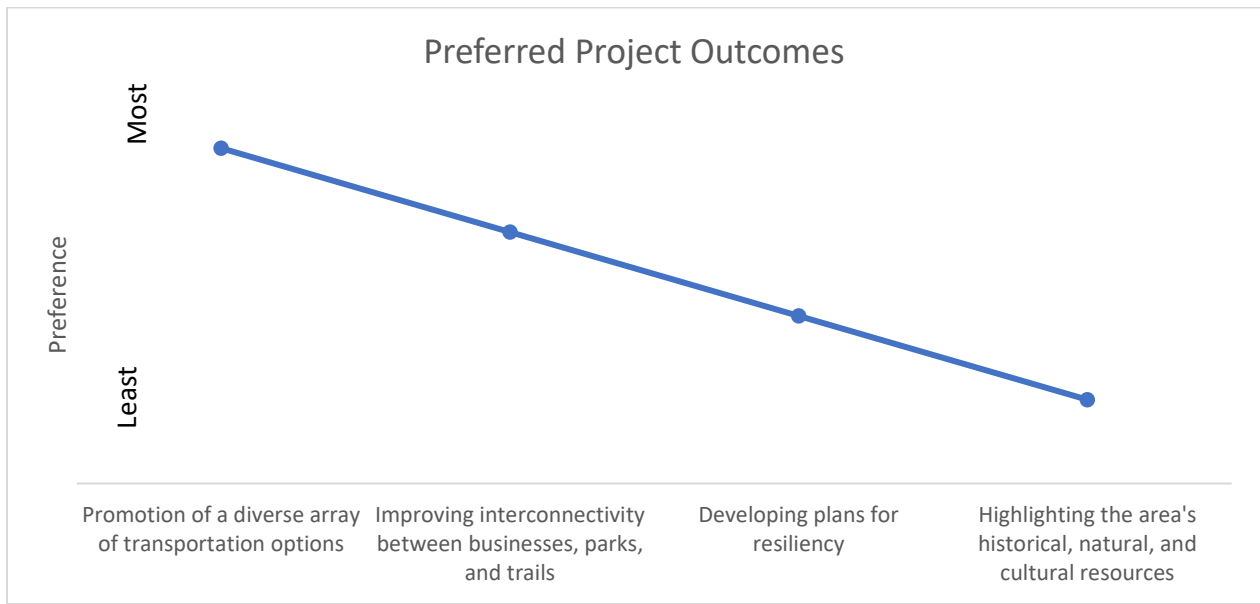 Preferred Project Outcomes
Most
Preference
Least
Promotion of a diverse array
of transportation options
Improving interconnectivity
between businesses, parks,
and trails
Developing plans for
resiliency
Highlighting the area's
historical, natural, and
cultural resources